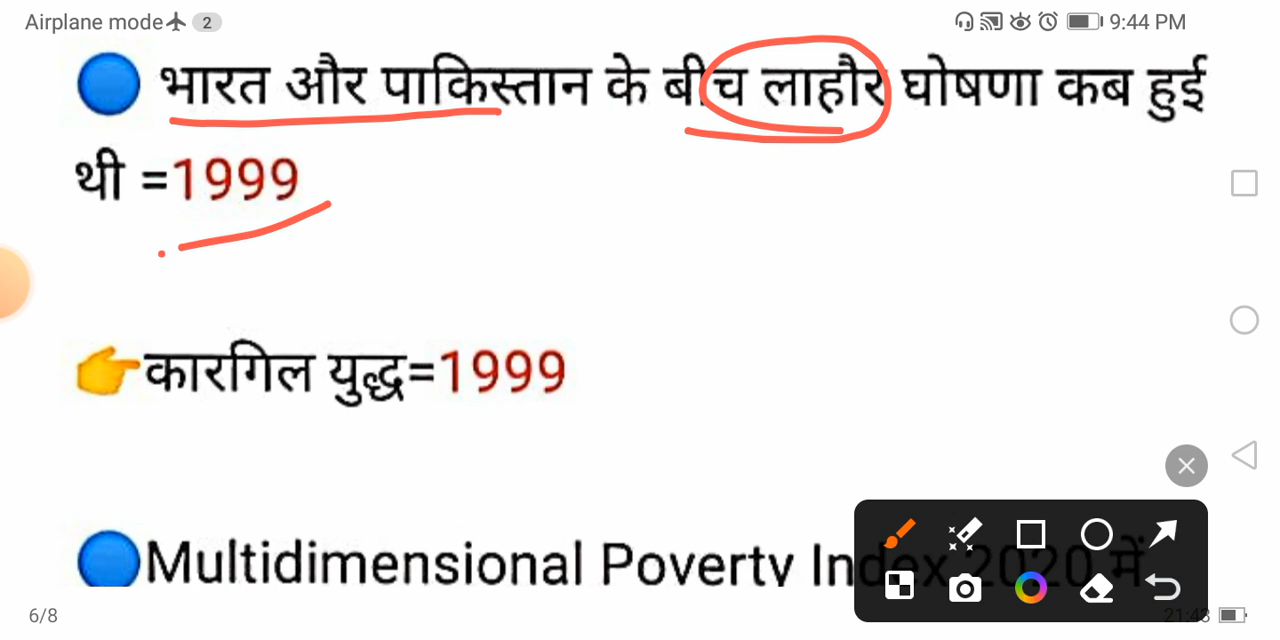 Airplane mode 2 9:44 PM
भारत और पाकिस्तान के बीच लाहौर घोषणा कब हुई
थी =1999
कारगिल युद्ध=1999
Multidimensional Poverty Index 2020 में
6/8 21:43